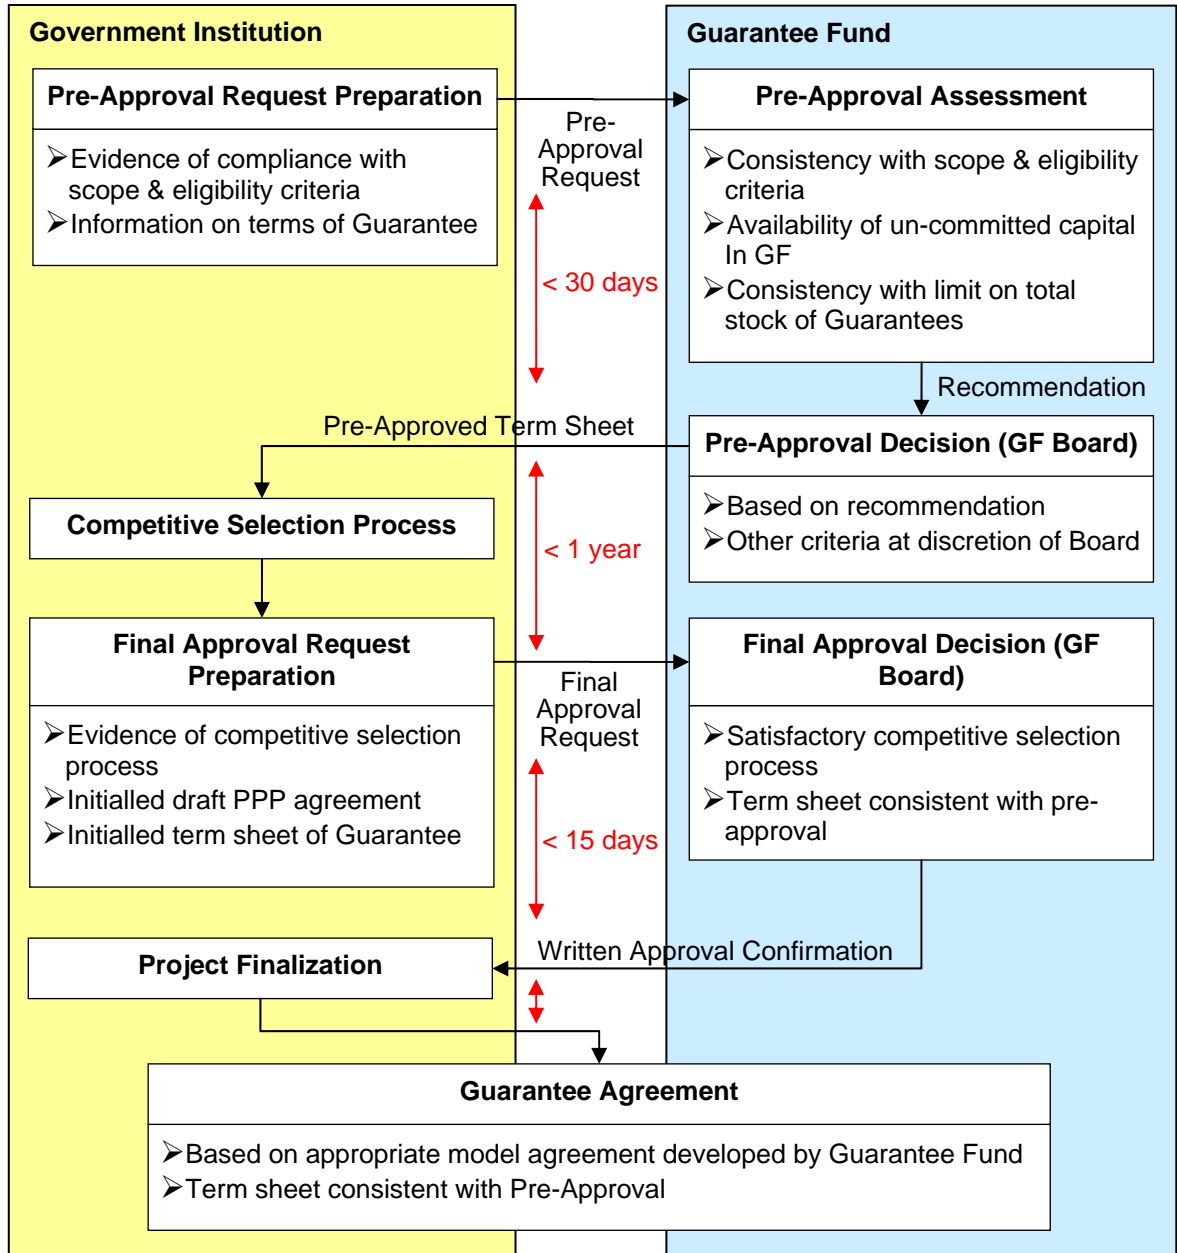 Government Institution
Guarantee Fund
Pre-Approval Request Preparation
➢Evidence of compliance with
scope & eligibility criteria
➢Information on terms of Guarantee
Pre-
Approval
Request
< 30 days
Pre-Approval Assessment
➢Consistency with scope & eligibility
criteria
➢Availability of un-committed capital
In GF
➢Consistency with limit on total
stock of Guarantees
Recommendation
Pre-Approved Term Sheet
Pre-Approval Decision (GF Board)
➢Based on recommendation
➢Other criteria at discretion of Board
Competitive Selection Process
< 1 year
Final Approval Request
Preparation
➢Evidence of competitive selection
process
➢Initialled draft PPP agreement
➢Initialled term sheet of Guarantee
Final
Approval
Request
< 15 days
Final Approval Decision (GF
Board)
➢Satisfactory competitive selection
process
➢Term sheet consistent with pre-
approval
Written Approval Confirmation
Project Finalization
Guarantee Agreement
➢Based on appropriate model agreement developed by Guarantee Fund
➢Term sheet consistent with Pre-Approval